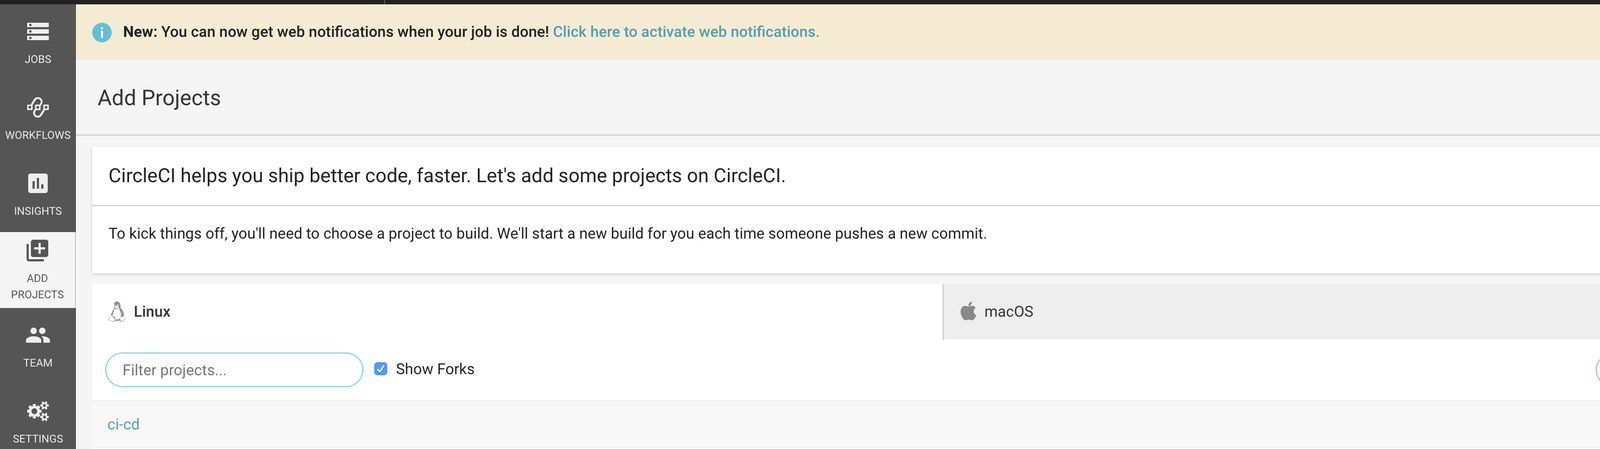 New: You can now get web notifications when your job is done! Click here to activate web notifications.
JOBS
WORKFLOWS
INSIGHTS
ADD
PROJECTS
TEAM
SETTINGS
Add Projects
CircleCI helps you ship better code, faster. Let's add some projects on CircleCI.
To kick things off, you'll need to choose a project to build. We'll start a new build for you each time someone pushes a new commit.
Linux
macOS
Filter projects...
Show Forks
ci-cd